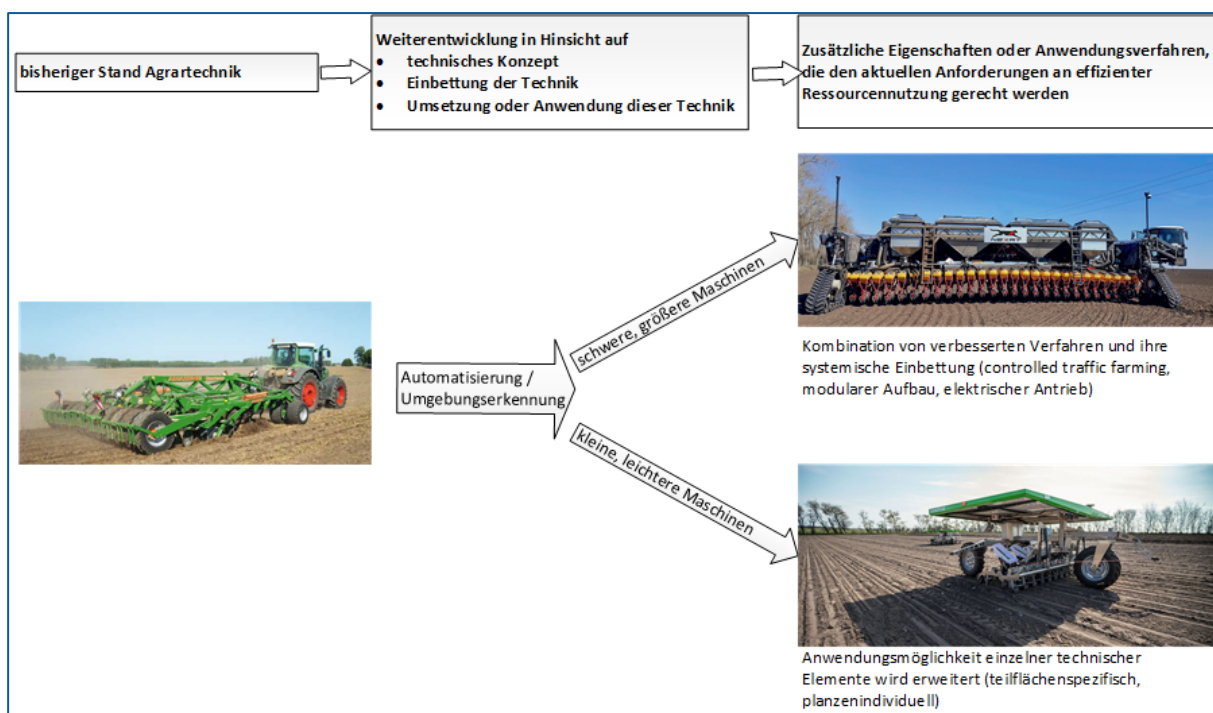 bisheriger Stand Agrartechnik
Weiterentwicklung in Hinsicht auf
• technisches Konzept
• Einbettung der Technik
• Umsetzung oder Anwendung dieser Technik
Zusätzliche Eigenschaften oder Anwendungsverfahren,
die den aktuellen Anforderungen an effizienter
Ressourcennutzung gerecht werden
Automatisierung /
Umgebungserkennung
schwere, größere Maschinen
kleine, leichtere Maschinen
Kombination von verbesserten Verfahren und ihre
systemische Einbettung (controlled traffic farming,
modularer Aufbau, elektrischer Antrieb)
Anwendungsmöglichkeit einzelner technischer
Elemente wird erweitert (teilflächenspezifisch,
planzenindividuell)